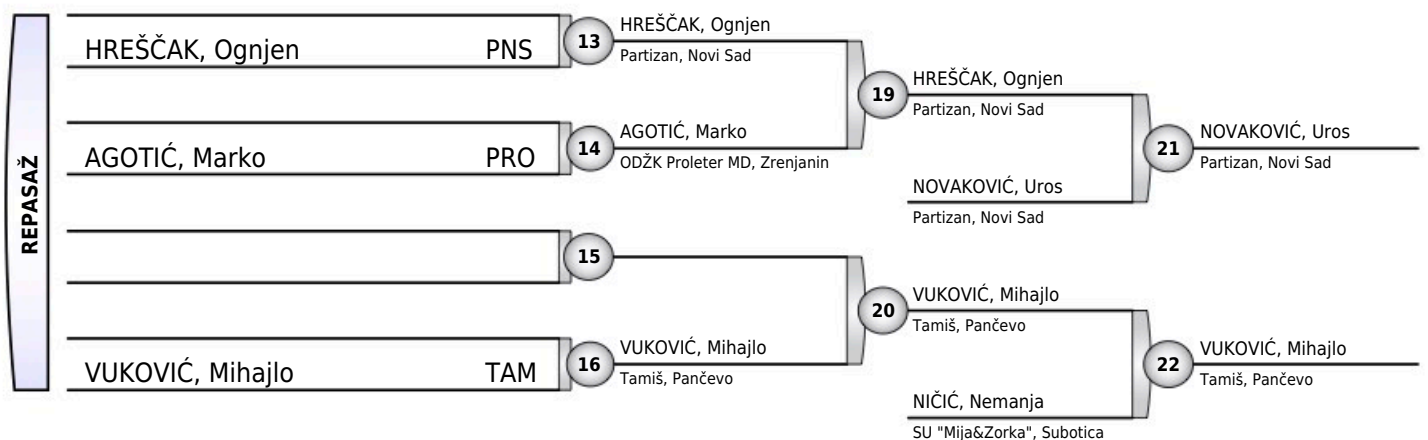 REPASAŽ
HREŠČAK, Ognjen PNS
13
HREŠČAK, Ognjen
Partizan, Novi Sad
AGOTIĆ, Marko PRO
14
AGOTIĆ, Marko
ODŽK Proleter MD, Zrenjanin
15
VUKOVIĆ, Mihajlo TAM
16
VUKOVIĆ, Mihajlo
Tamiš, Pančevo
19
HREŠČAK, Ognjen
Partizan, Novi Sad
NOVAKOVIĆ, Uros
Partizan, Novi Sad
20
VUKOVIĆ, Mihajlo
Tamiš, Pančevo
NIČIĆ, Nemanja
SU "Mija&Zorka", Subotica
21
NOVAKOVIĆ, Uros
Partizan, Novi Sad
22
VUKOVIĆ, Mihajlo
Tamiš, Pančevo